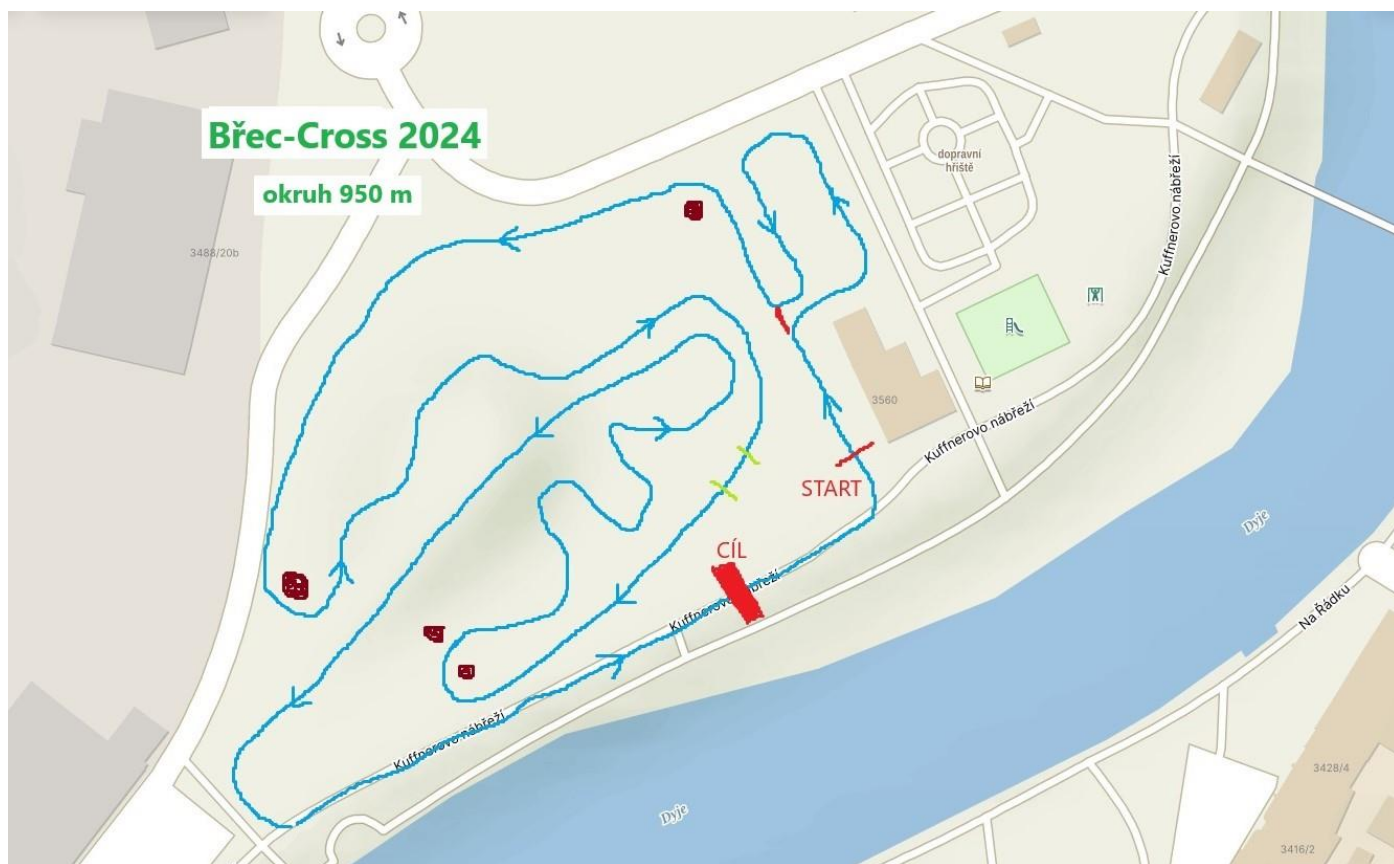 Břec-Cross 2024
okruh 950 m
dopravní
hřiště
Kuffnerovo nábřeží
3488/20b
Kuffnerovo nábřeží
3560
Kuffnerovo nábřeží
START
Dyje
CÍL
Kuffnerovo nábřeží
Na Řádku
Kuffnerovo nábřeží
3428/4
Dyje
3416/2